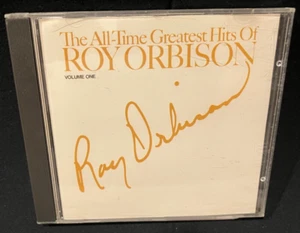 The All-Time Greatest Hits Of
ROY ORBISON
VOLUME ONE
Roy Orbison